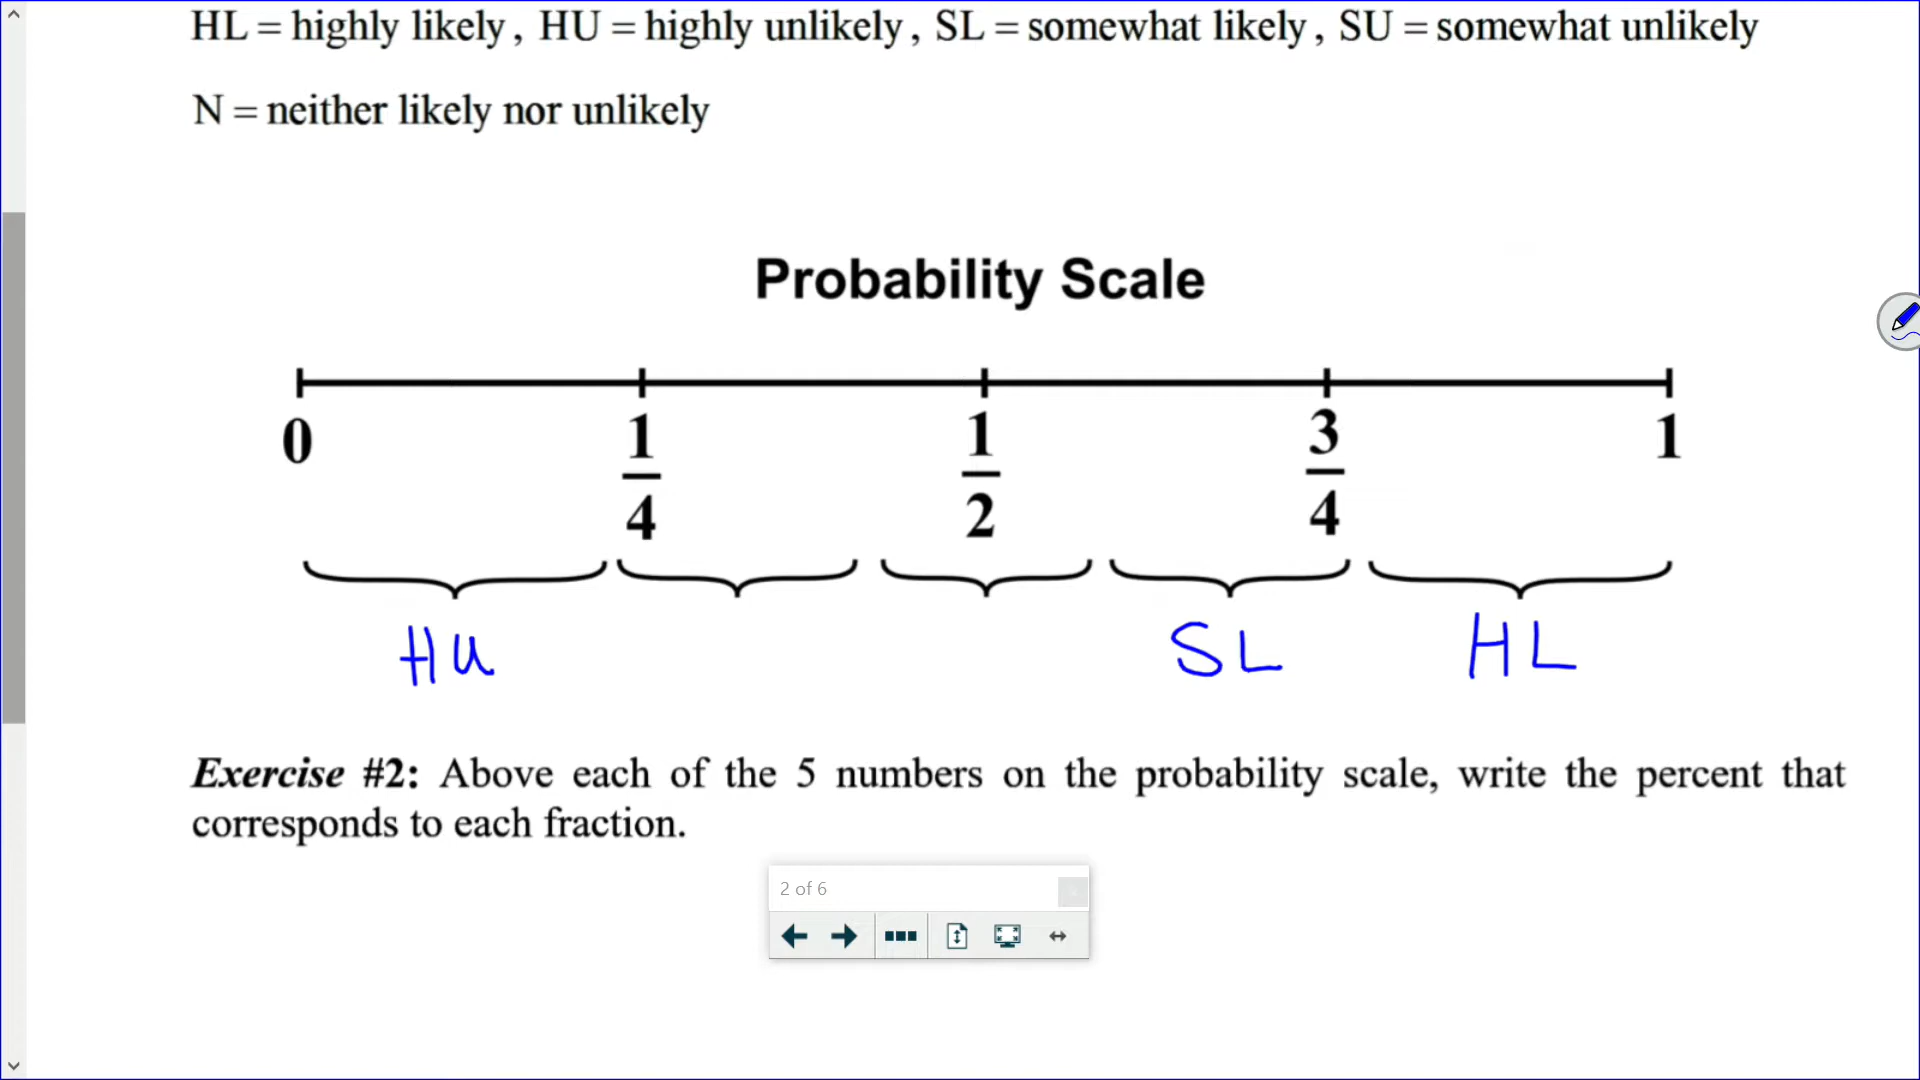 HL = highly likely, HU = highly unlikely, SL = somewhat likely, SU = somewhat unlikely
N = neither likely nor unlikely
Probability Scale
0 1/4 1/2 3/4 1
HU SL HL
Exercise #2: Above each of the 5 numbers on the probability scale, write the percent that
corresponds to each fraction.
2 of 6